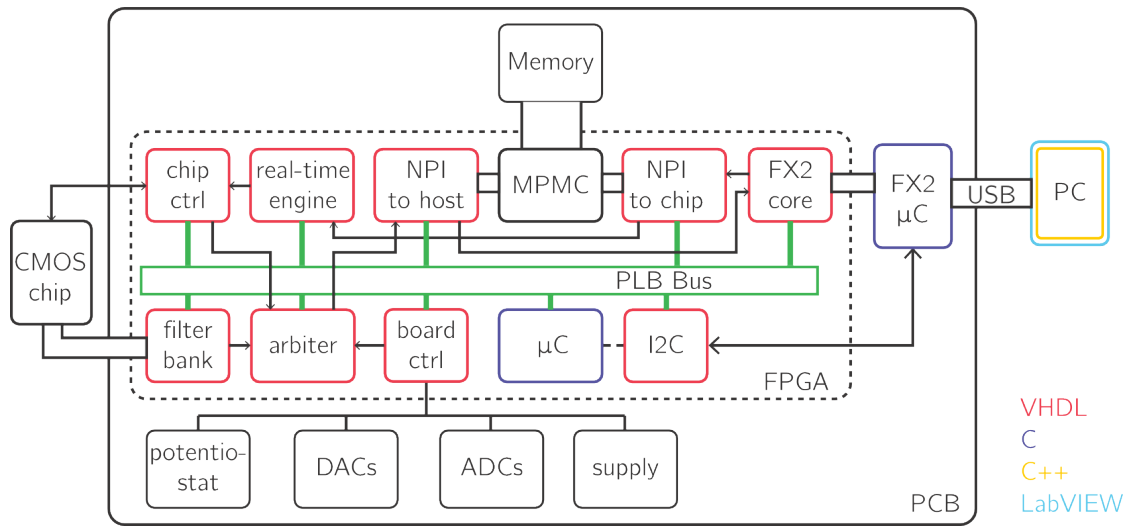 Memory
chip
ctrl
real-time
engine
NPI
to host
MPMC
NPI
to chip
FX2
core
FX2
µC
USB
PC
CMOS
chip
PLB Bus
filter
bank
arbiter
board
ctrl
µC
I2C
FPGA
potentio-
stat
DACs
ADCs
supply
PCB
VHDL
C
C++
LabVIEW